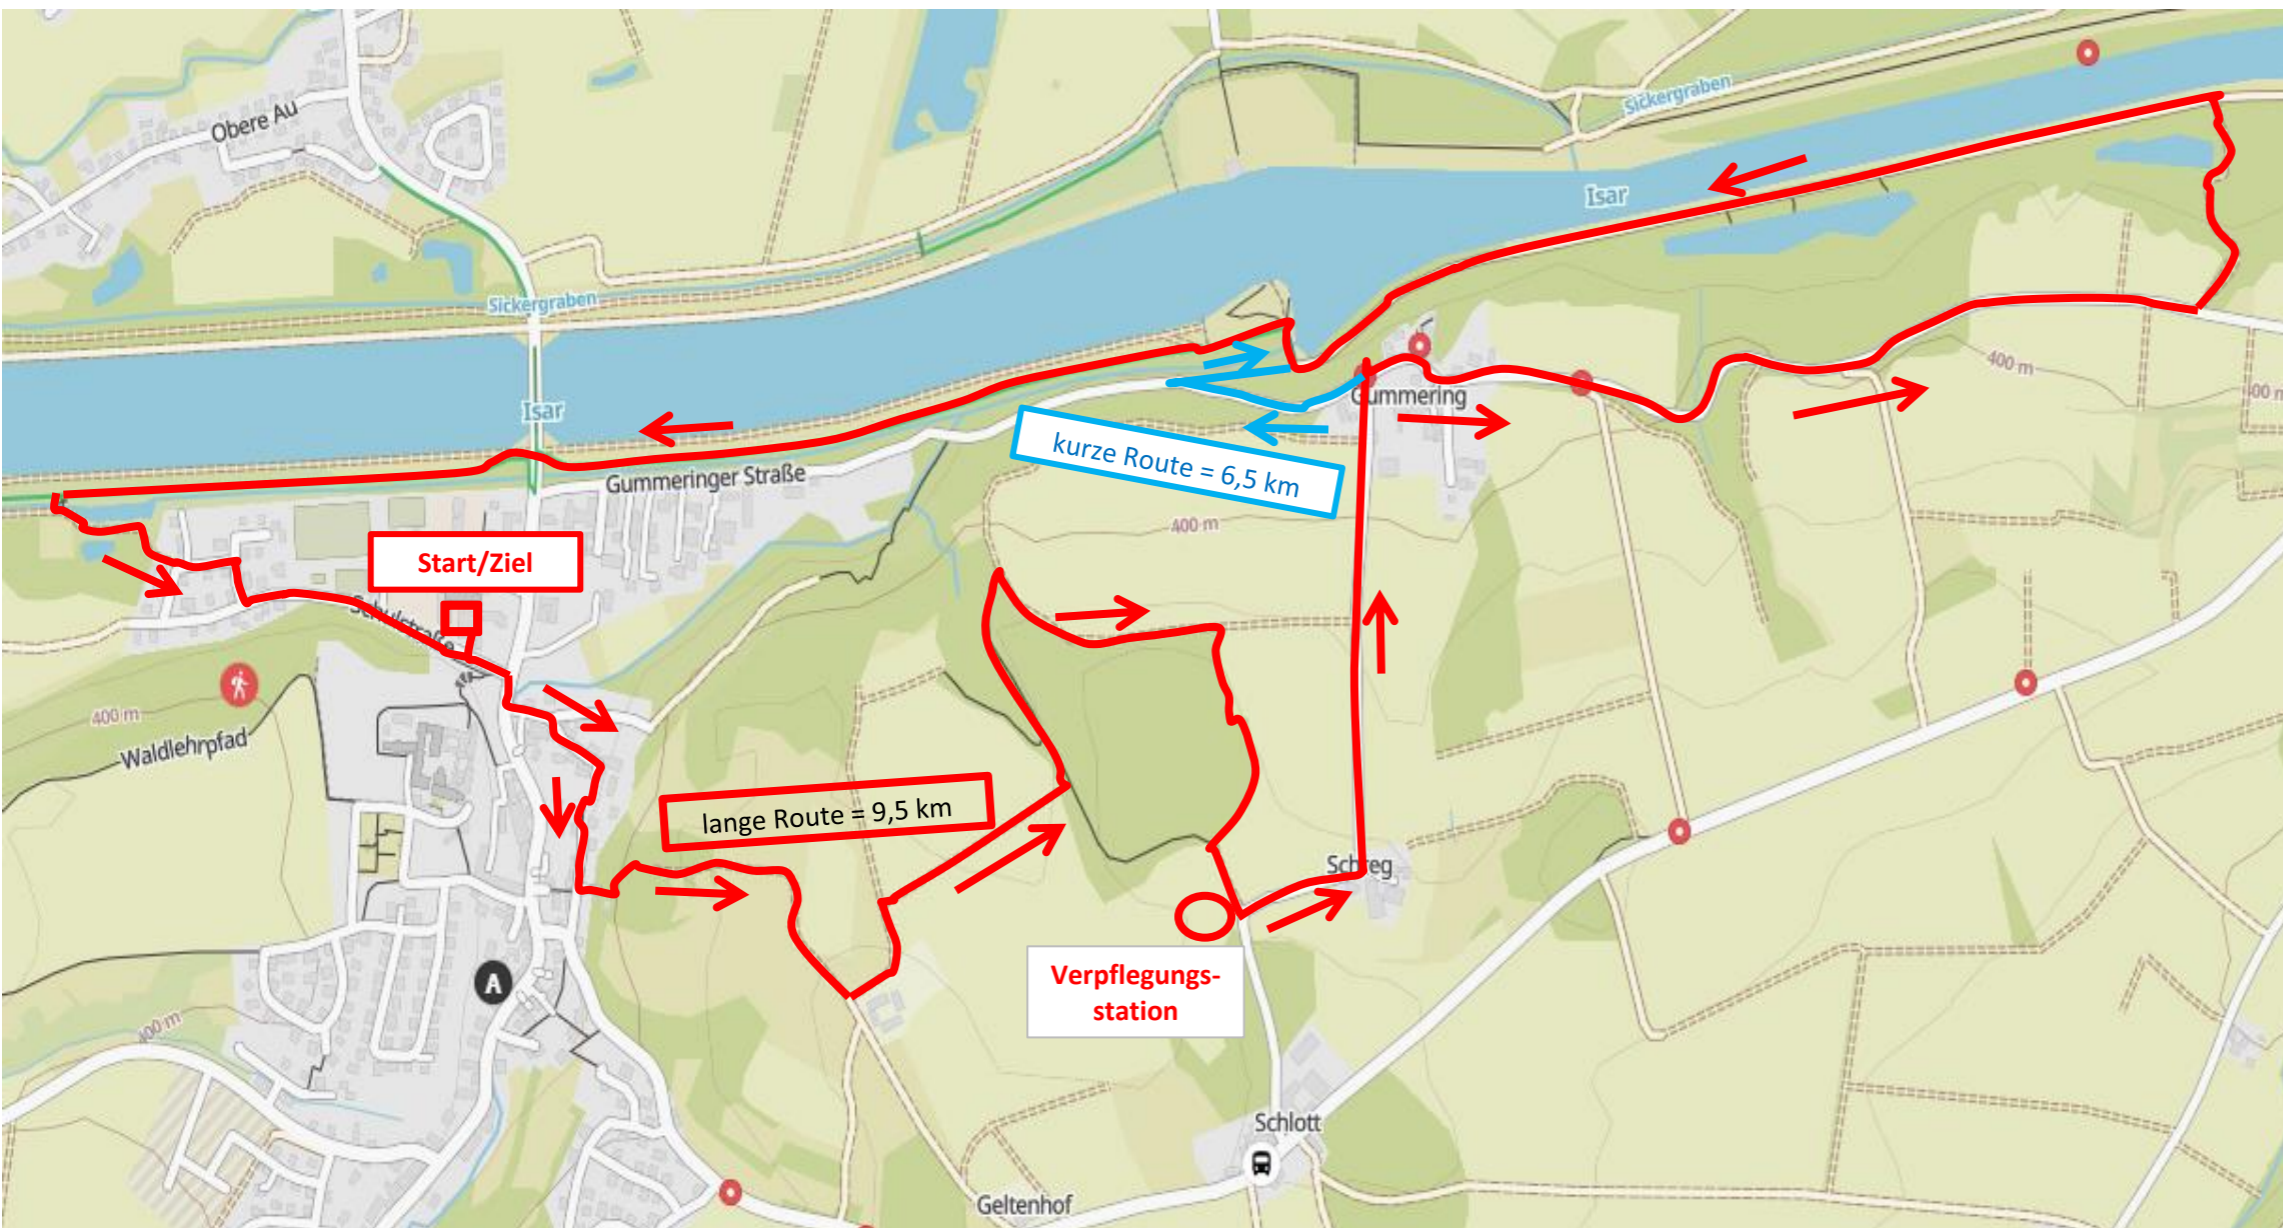 Obere Au
Sickergraben
Isar
Sickergraben
Isar
400 m
00 m
Gummering
kurze Route = 6,5 km
Gummeringer Straße
400 m
Start/Ziel
Schulstraße
400 m
Waldlehrpfad
lange Route = 9,5 km
Schreg
Verpflegungs-
station
A
400 m
Schlott
Geltenhof